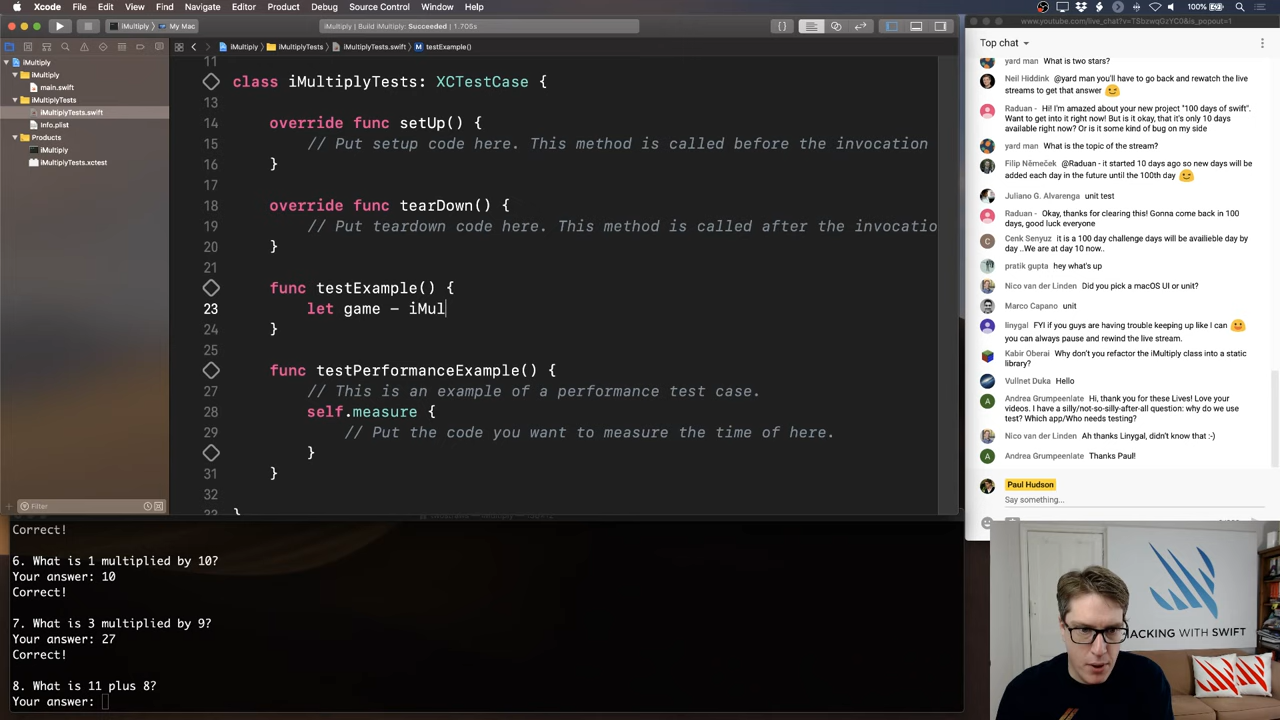 Xcode File Edit View Find Navigate Editor Product Debug Source Control Window Help
100%
iMultiply My Mac
iMultiply | Build iMultiply: Succeeded | 1.705s
www.youtube.com/live_chat?v=TSbzwqGzYC0&is_popout=1
iMultiply
iMultiply
main.swift
iMultiplyTests
iMultiplyTests.swift
Info.plist
Products
iMultiply
iMultiplyTests.xctest
Filter
iMultiply iMultiplyTests iMultiplyTests.swift testExample()
11
class iMultiplyTests: XCTestCase {
13
14 override func setUp() {
15 // Put setup code here. This method is called before the invocation
16 }
17
18 override func tearDown() {
19 // Put teardown code here. This method is called after the invocatio
20 }
21
func testExample() {
23 let game – iMul
24 }
25
func testPerformanceExample() {
27 // This is an example of a performance test case.
28 self.measure {
29 // Put the code you want to measure the time of here.
}
31 }
32
33 }
Correct!
6. What is 1 multiplied by 10?
Your answer: 10
Correct!
7. What is 3 multiplied by 9?
Your answer: 27
Correct!
8. What is 11 plus 8?
Your answer:
Top chat
yard man What is two stars?
Neil Hiddink @yard man you'll have to go back and rewatch the live
streams to get that answer
Raduan - Hi! I'm amazed about your new project "100 days of swift".
Want to get into it right now! But is it okay, that it's only 10 days
available right now? Or is it some kind of bug on my side
yard man What is the topic of the stream?
Filip Němeček @Raduan - it started 10 days ago so new days will be
added each day in the future until the 100th day
Juliano G. Alvarenga unit test
Raduan - Okay, thanks for clearing this! Gonna come back in 100
days, good luck everyone
Cenk Senyuz it is a 100 day challenge days will be availieble day by
day ..We are at day 10 now..
pratik gupta hey what's up
Nico van der Linden Did you pick a macOS UI or unit?
Marco Capano unit
linygal FYI if you guys are having trouble keeping up like I can
you can always pause and rewind the live stream.
Kabir Oberai Why don't you refactor the iMultiply class into a static
library?
Vullnet Duka Hello
Andrea Grumpeenlate Hi, thank you for these Lives! Love your
videos. I have a silly/not-so-silly-after-all question: why do we use
test? Which app/Who needs testing?
Nico van der Linden Ah thanks Linygal, didn't know that :-)
Andrea Grumpeenlate Thanks Paul!
Paul Hudson
Say something...
HACKING WITH SWIFT